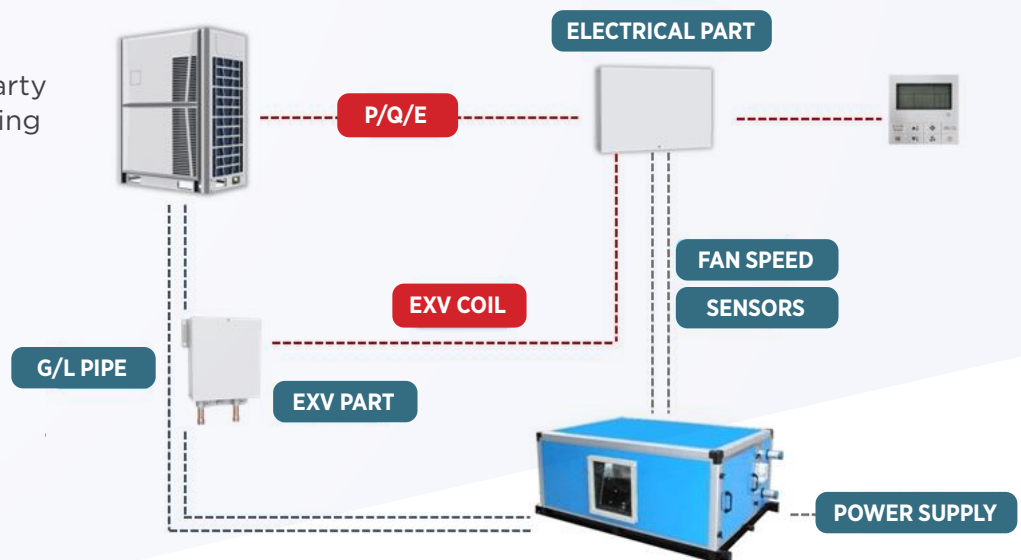 ELECTRICAL PART
arty
ing
P/Q/E
FAN SPEED
EXV COIL
SENSORS
G/L PIPE
EXV PART
POWER SUPPLY